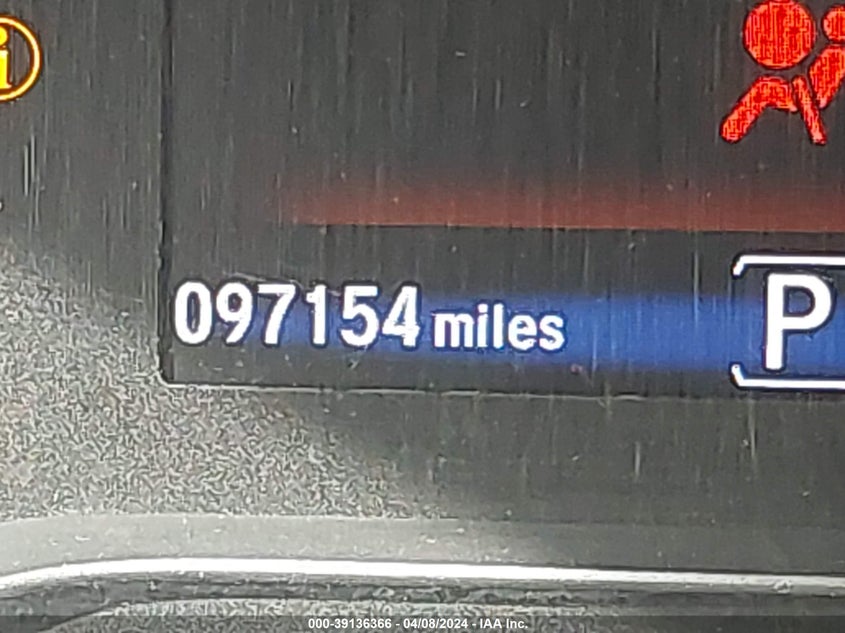 i
097154 miles
P
000-39136366 - 04/08/2024 - IAA Inc.